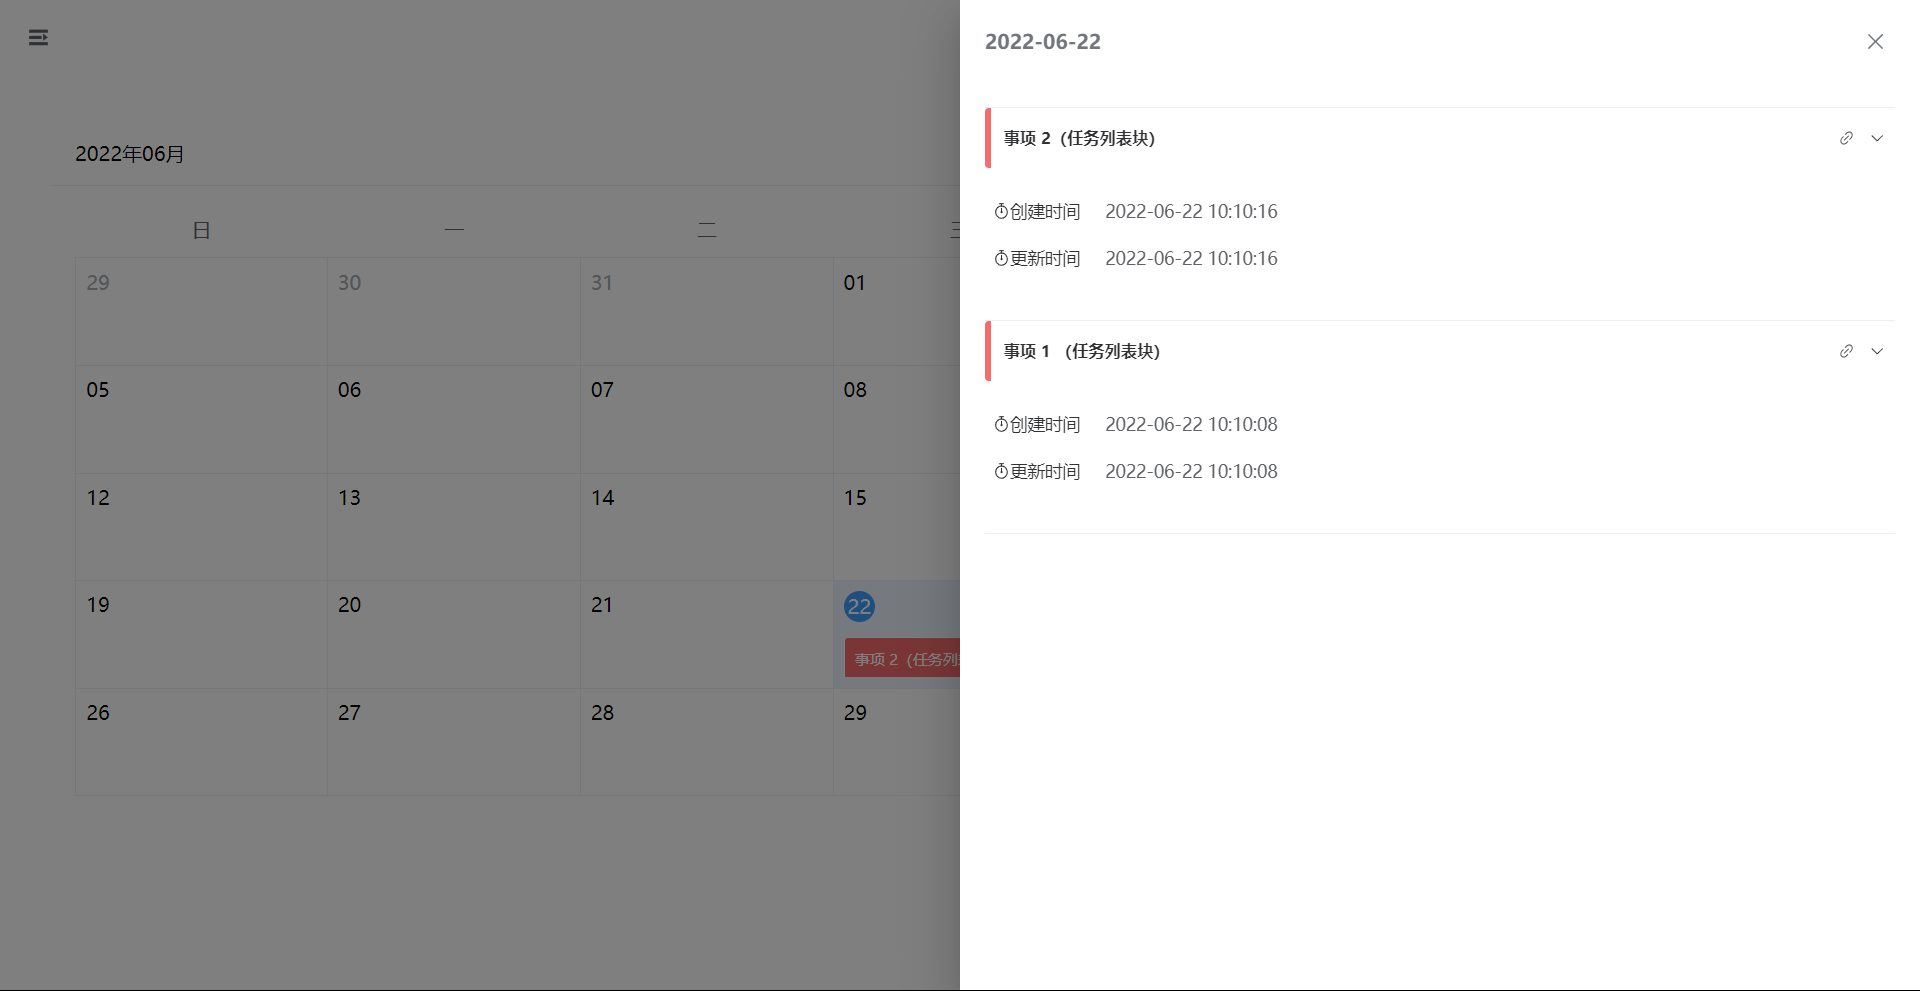 2022年06月
日 一 二 三
29 30 31 01
05 06 07 08
12 13 14 15
19 20 21 22
事项 2（任务列
26 27 28 29
2022-06-22
事项 2（任务列表块）
创建时间 2022-06-22 10:10:16
更新时间 2022-06-22 10:10:16
事项 1 （任务列表块）
创建时间 2022-06-22 10:10:08
更新时间 2022-06-22 10:10:08